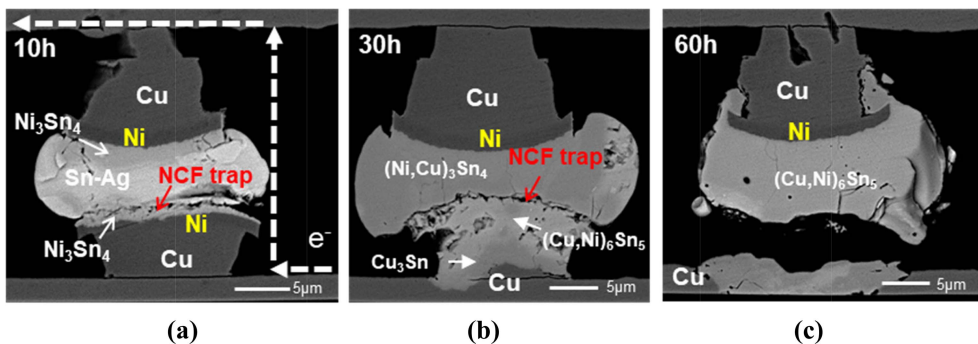 10h
Cu
Ni₃Sn₄
Ni
Sn-Ag
NCF trap
Ni
Ni₃Sn₄
Cu
e⁻
5μm
(a)
30h
Cu
Ni
(Ni,Cu)₃Sn₄
NCF trap
(Cu,Ni)₆Sn₅
Cu₃Sn
Cu
5μm
(b)
60h
Cu
Ni
(Cu,Ni)₆Sn₅
Cu
5μm
(c)